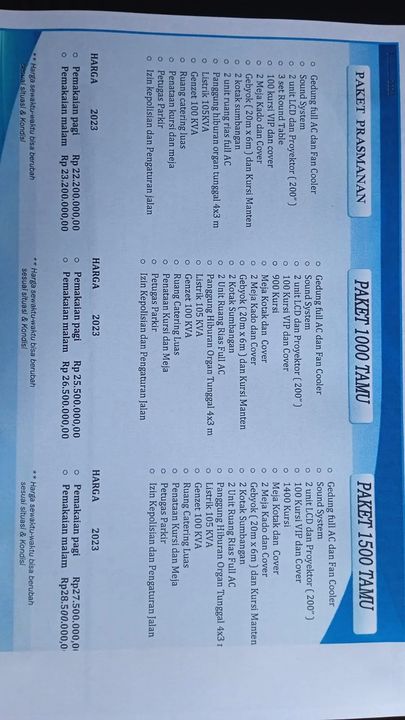 PAKET PRASMANAN
○ Gedung full AC dan Fan Cooler
○ Sound System
○ 2 unit LCD dan Proyektor ( 200")
○ 3 set Round Table
○ 100 kursi VIP dan cover
○ 2 Meja Kado dan Cover
○ Gebyok ( 20m x 6m ) dan Kursi Manten
○ 2 kotak sumbangan
○ 2 unit ruang rias full AC
○ Panggung hiburan organ tunggal 4x3 m
○ Listrik 105KVA
○ Genzet 100 KVA
○ Ruang catering luas
○ Penataan kursi dan meja
○ Petugas Parkir
○ Izin kepolisian dan Pengaturan Jalan
HARGA 2023
○ Pemakaian pagi Rp 22.200.000,00
○ Pemakaian malam Rp 23.200.000,00
** Harga sewaktu-waktu bisa berubah
sesuai situasi & Kondisi
PAKET 1000 TAMU
○ Gedung full AC dan Fan Cooler
○ Sound System
○ 2 unit LCD dan Proyektor ( 200")
○ 100 Kursi VIP dan Cover
○ 900 Kursi
○ Meja Kotak dan Cover
○ 2 Meja Kado dan Cover
○ Gebyok ( 20m x 6m ) dan Kursi Manten
○ 2 Kotak Sumbangan
○ 2 Unit Ruang Rias Full AC
○ Panggung Hiburan Organ Tunggal 4x3 m
○ Listrik 105 KVA
○ Genzet 100 KVA
○ Ruang Catering Luas
○ Penataan Kursi dan Meja
○ Petugas Parkir
○ Izin Kepolisian dan Pengaturan Jalan
HARGA 2023
○ Pemakaian pagi Rp 25.500.000,00
○ Pemakaian malam Rp 26.500.000,00
** Harga sewaktu-waktu bisa berubah
sesuai situasi & Kondisi
PAKET 1500 TAMU
○ Gedung full AC dan Fan Cooler
○ Sound System
○ 2 unit LCD dan Proyektor ( 200")
○ 100 Kursi VIP dan Cover
○ 1400 Kursi
○ Meja Kotak dan Cover
○ 2 Meja Kado dan Cover
○ Gebyok ( 20m x 6m ) dan Kursi Manten
○ 2 Kotak Sumbangan
○ 2 Unit Ruang Rias Full AC
○ Panggung Hiburan Organ Tunggal 4x3 m
○ Listrik 105 KVA
○ Genzet 100 KVA
○ Ruang Catering Luas
○ Penataan Kursi dan Meja
○ Petugas Parkir
○ Izin Kepolisian dan Pengaturan Jalan
HARGA 2023
○ Pemakaian pagi Rp27.500.000,0
○ Pemakaian malam Rp28.500.000,0
** Harga sewaktu-waktu bisa berubah
sesuai situasi & Kondisi